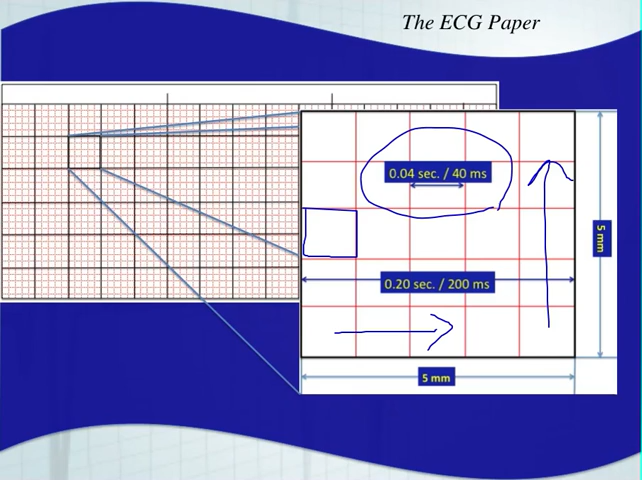 The ECG Paper
0.04 sec. / 40 ms
5 mm
0.20 sec. / 200 ms
5 mm